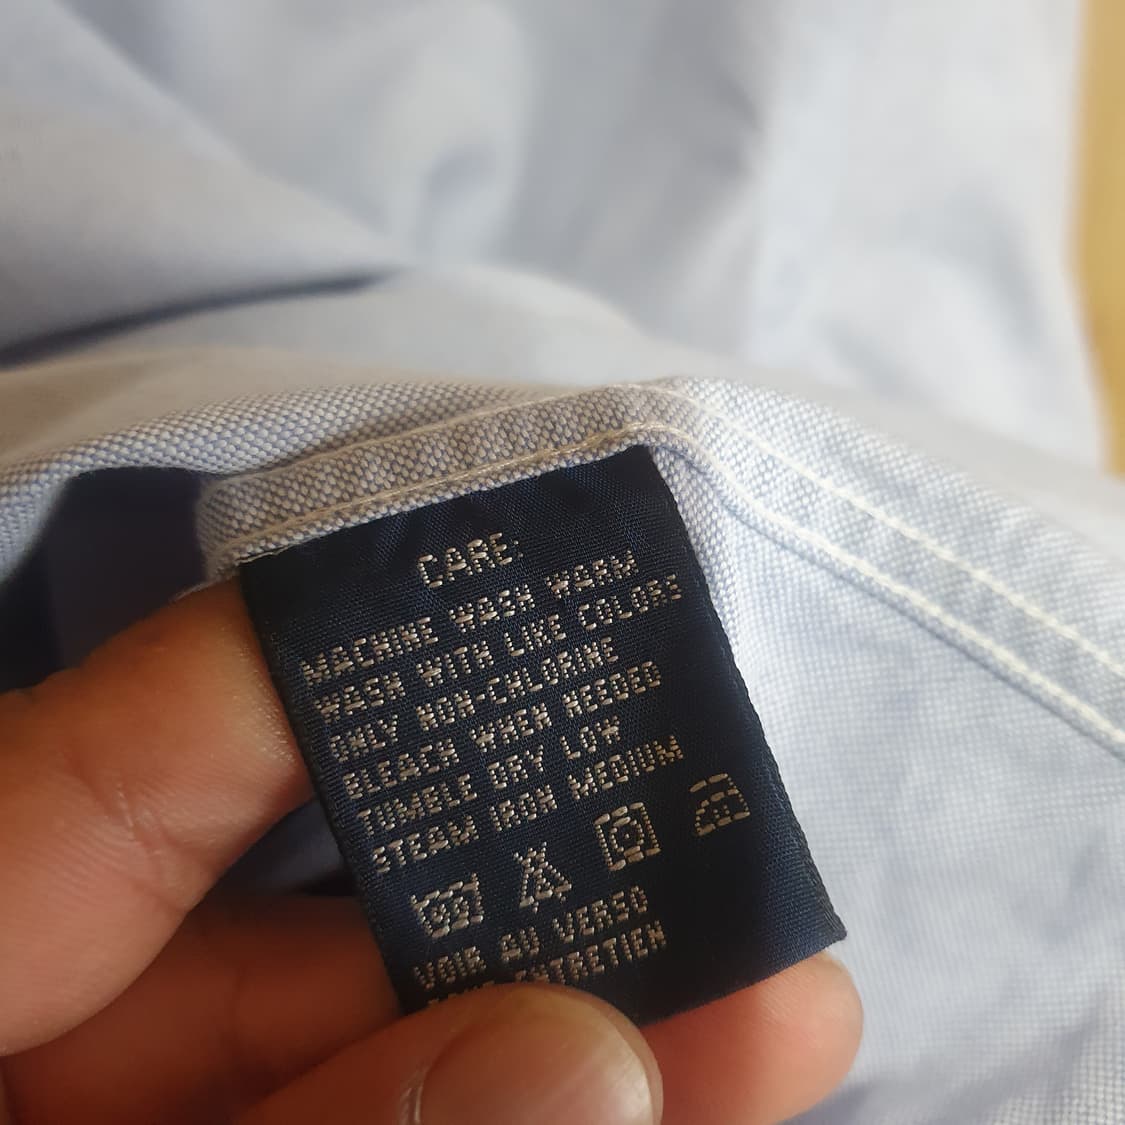 CARE:
MACHINE WASH WARM
WASH WITH LIKE COLORS
ONLY NON-CHLORINE
BLEACH WHEN NEEDED
TUMBLE DRY LOW
STEAM IRON MEDIUM
VOIR AU VERSO
ENTRETIEN